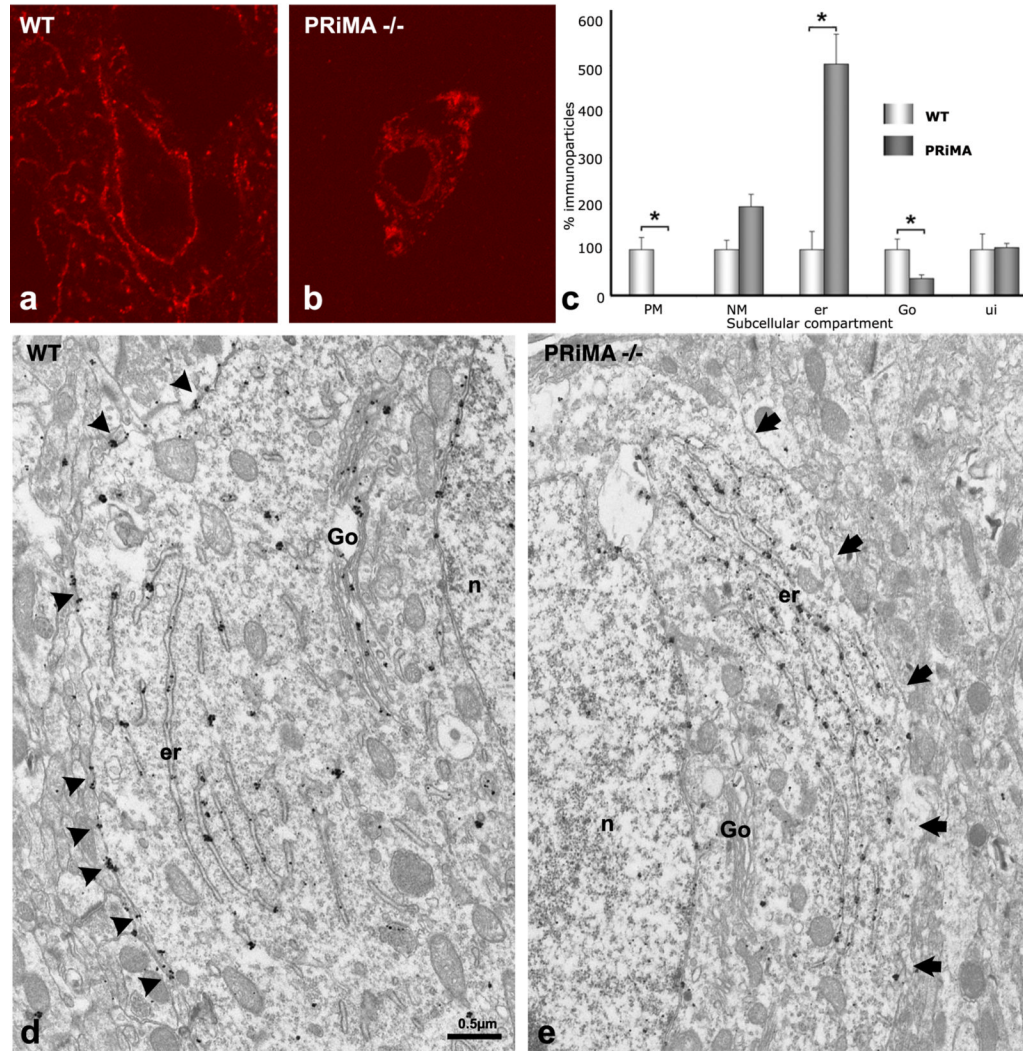 WT
a
PRiMA -/-
b
600
500
400
300
200
100
0
% immunoparticles
*
*
*
WT
PRiMA
PM
NM
er
Go
ui
Subcellular compartment
c
WT
Go
n
er
0.5µm
d
PRiMA -/-
er
n
Go
e